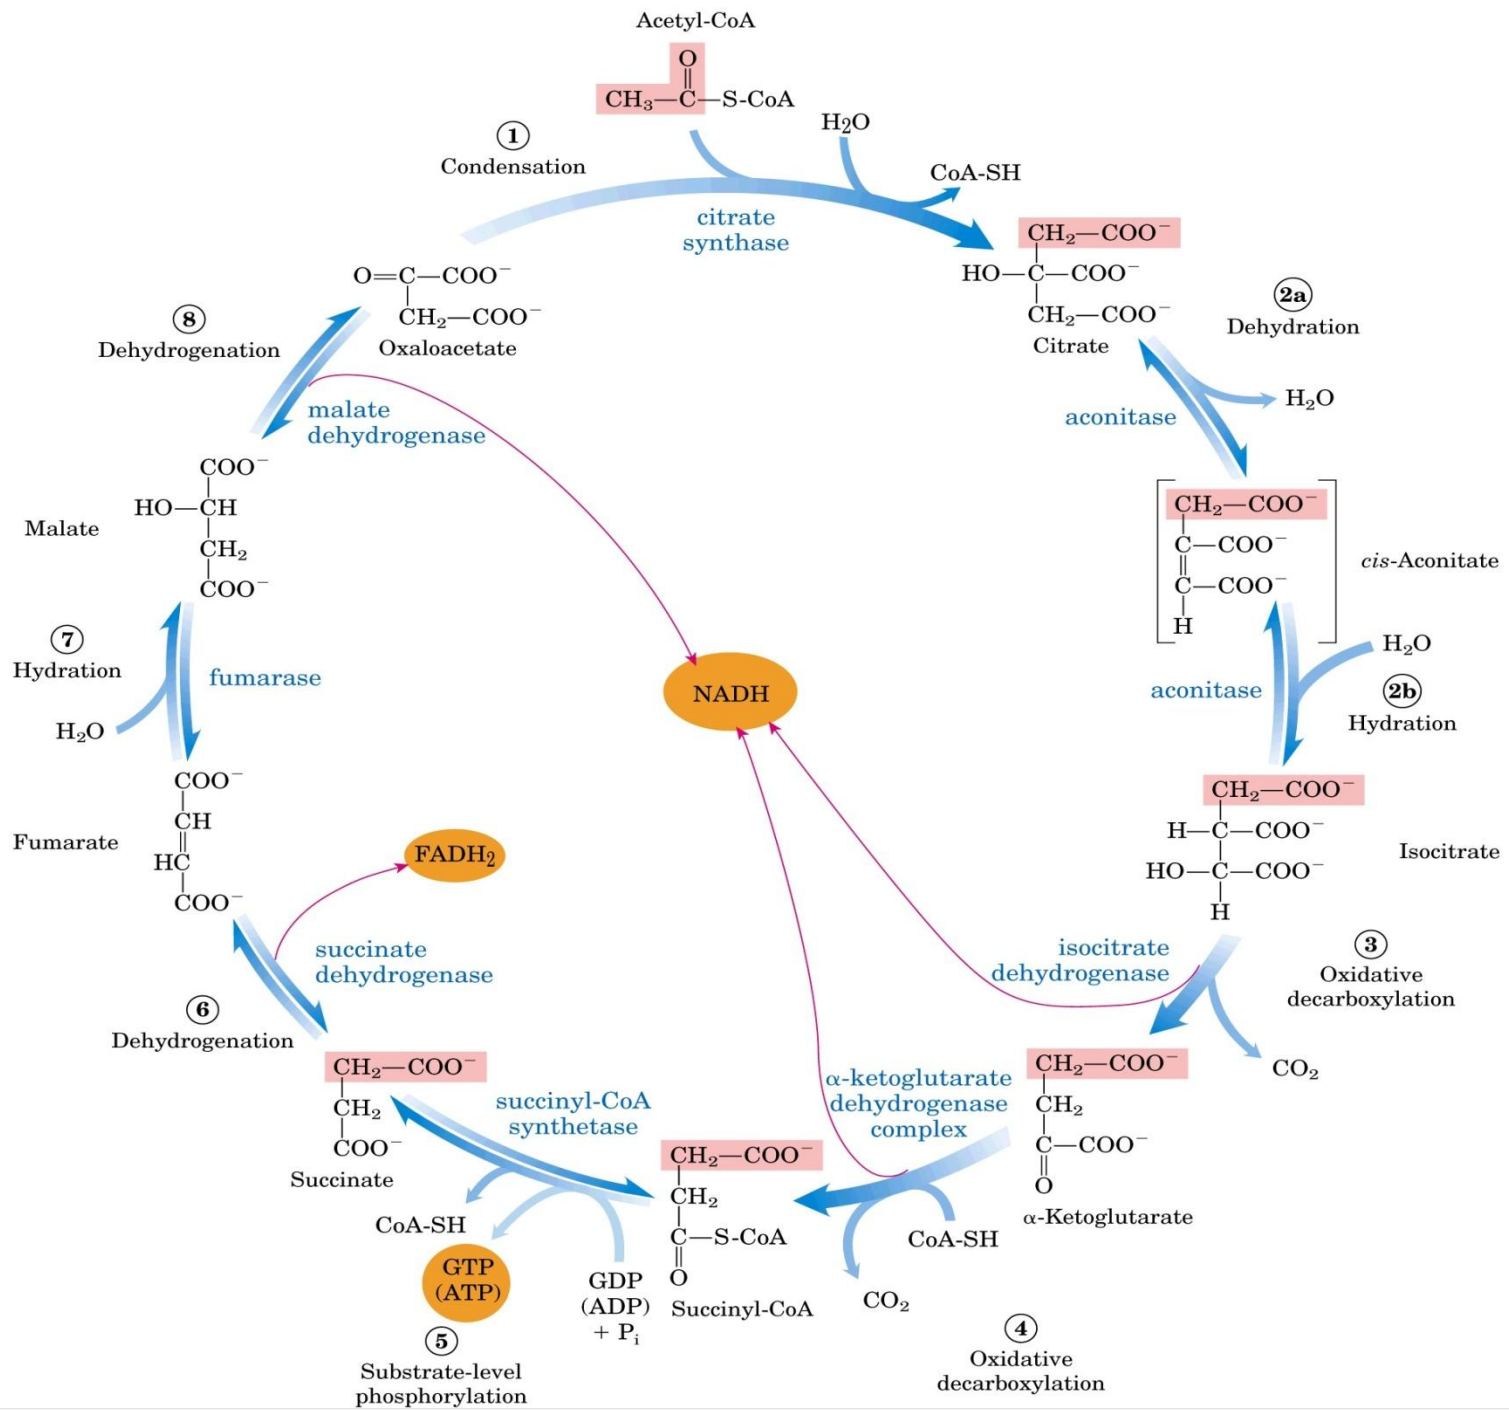 Acetyl-CoA
O
CH₃—C—S-CoA
H₂O
CoA-SH
1
Condensation
citrate
synthase
CH₂—COO⁻
HO—C—COO⁻
CH₂—COO⁻
Citrate
2a
Dehydration
H₂O
aconitase
CH₂—COO⁻
C—COO⁻
C—COO⁻
H
cis-Aconitate
H₂O
aconitase
2b
Hydration
CH₂—COO⁻
H—C—COO⁻
HO—C—COO⁻
H
Isocitrate
3
Oxidative
decarboxylation
isocitrate
dehydrogenase
CO₂
CH₂—COO⁻
CH₂
C—COO⁻
O
α-Ketoglutarate
α-ketoglutarate
dehydrogenase
complex
CoA-SH
CO₂
4
Oxidative
decarboxylation
CH₂—COO⁻
CH₂
C—S-CoA
O
Succinyl-CoA
succinyl-CoA
synthetase
GDP
(ADP)
+ Pᵢ
CoA-SH
GTP
(ATP)
5
Substrate-level
phosphorylation
CH₂—COO⁻
CH₂
COO⁻
Succinate
6
Dehydrogenation
succinate
dehydrogenase
FADH₂
COO⁻
CH
HC
COO⁻
Fumarate
7
Hydration
H₂O
fumarase
COO⁻
HO—CH
CH₂
COO⁻
Malate
8
Dehydrogenation
malate
dehydrogenase
O=C—COO⁻
CH₂—COO⁻
Oxaloacetate
NADH